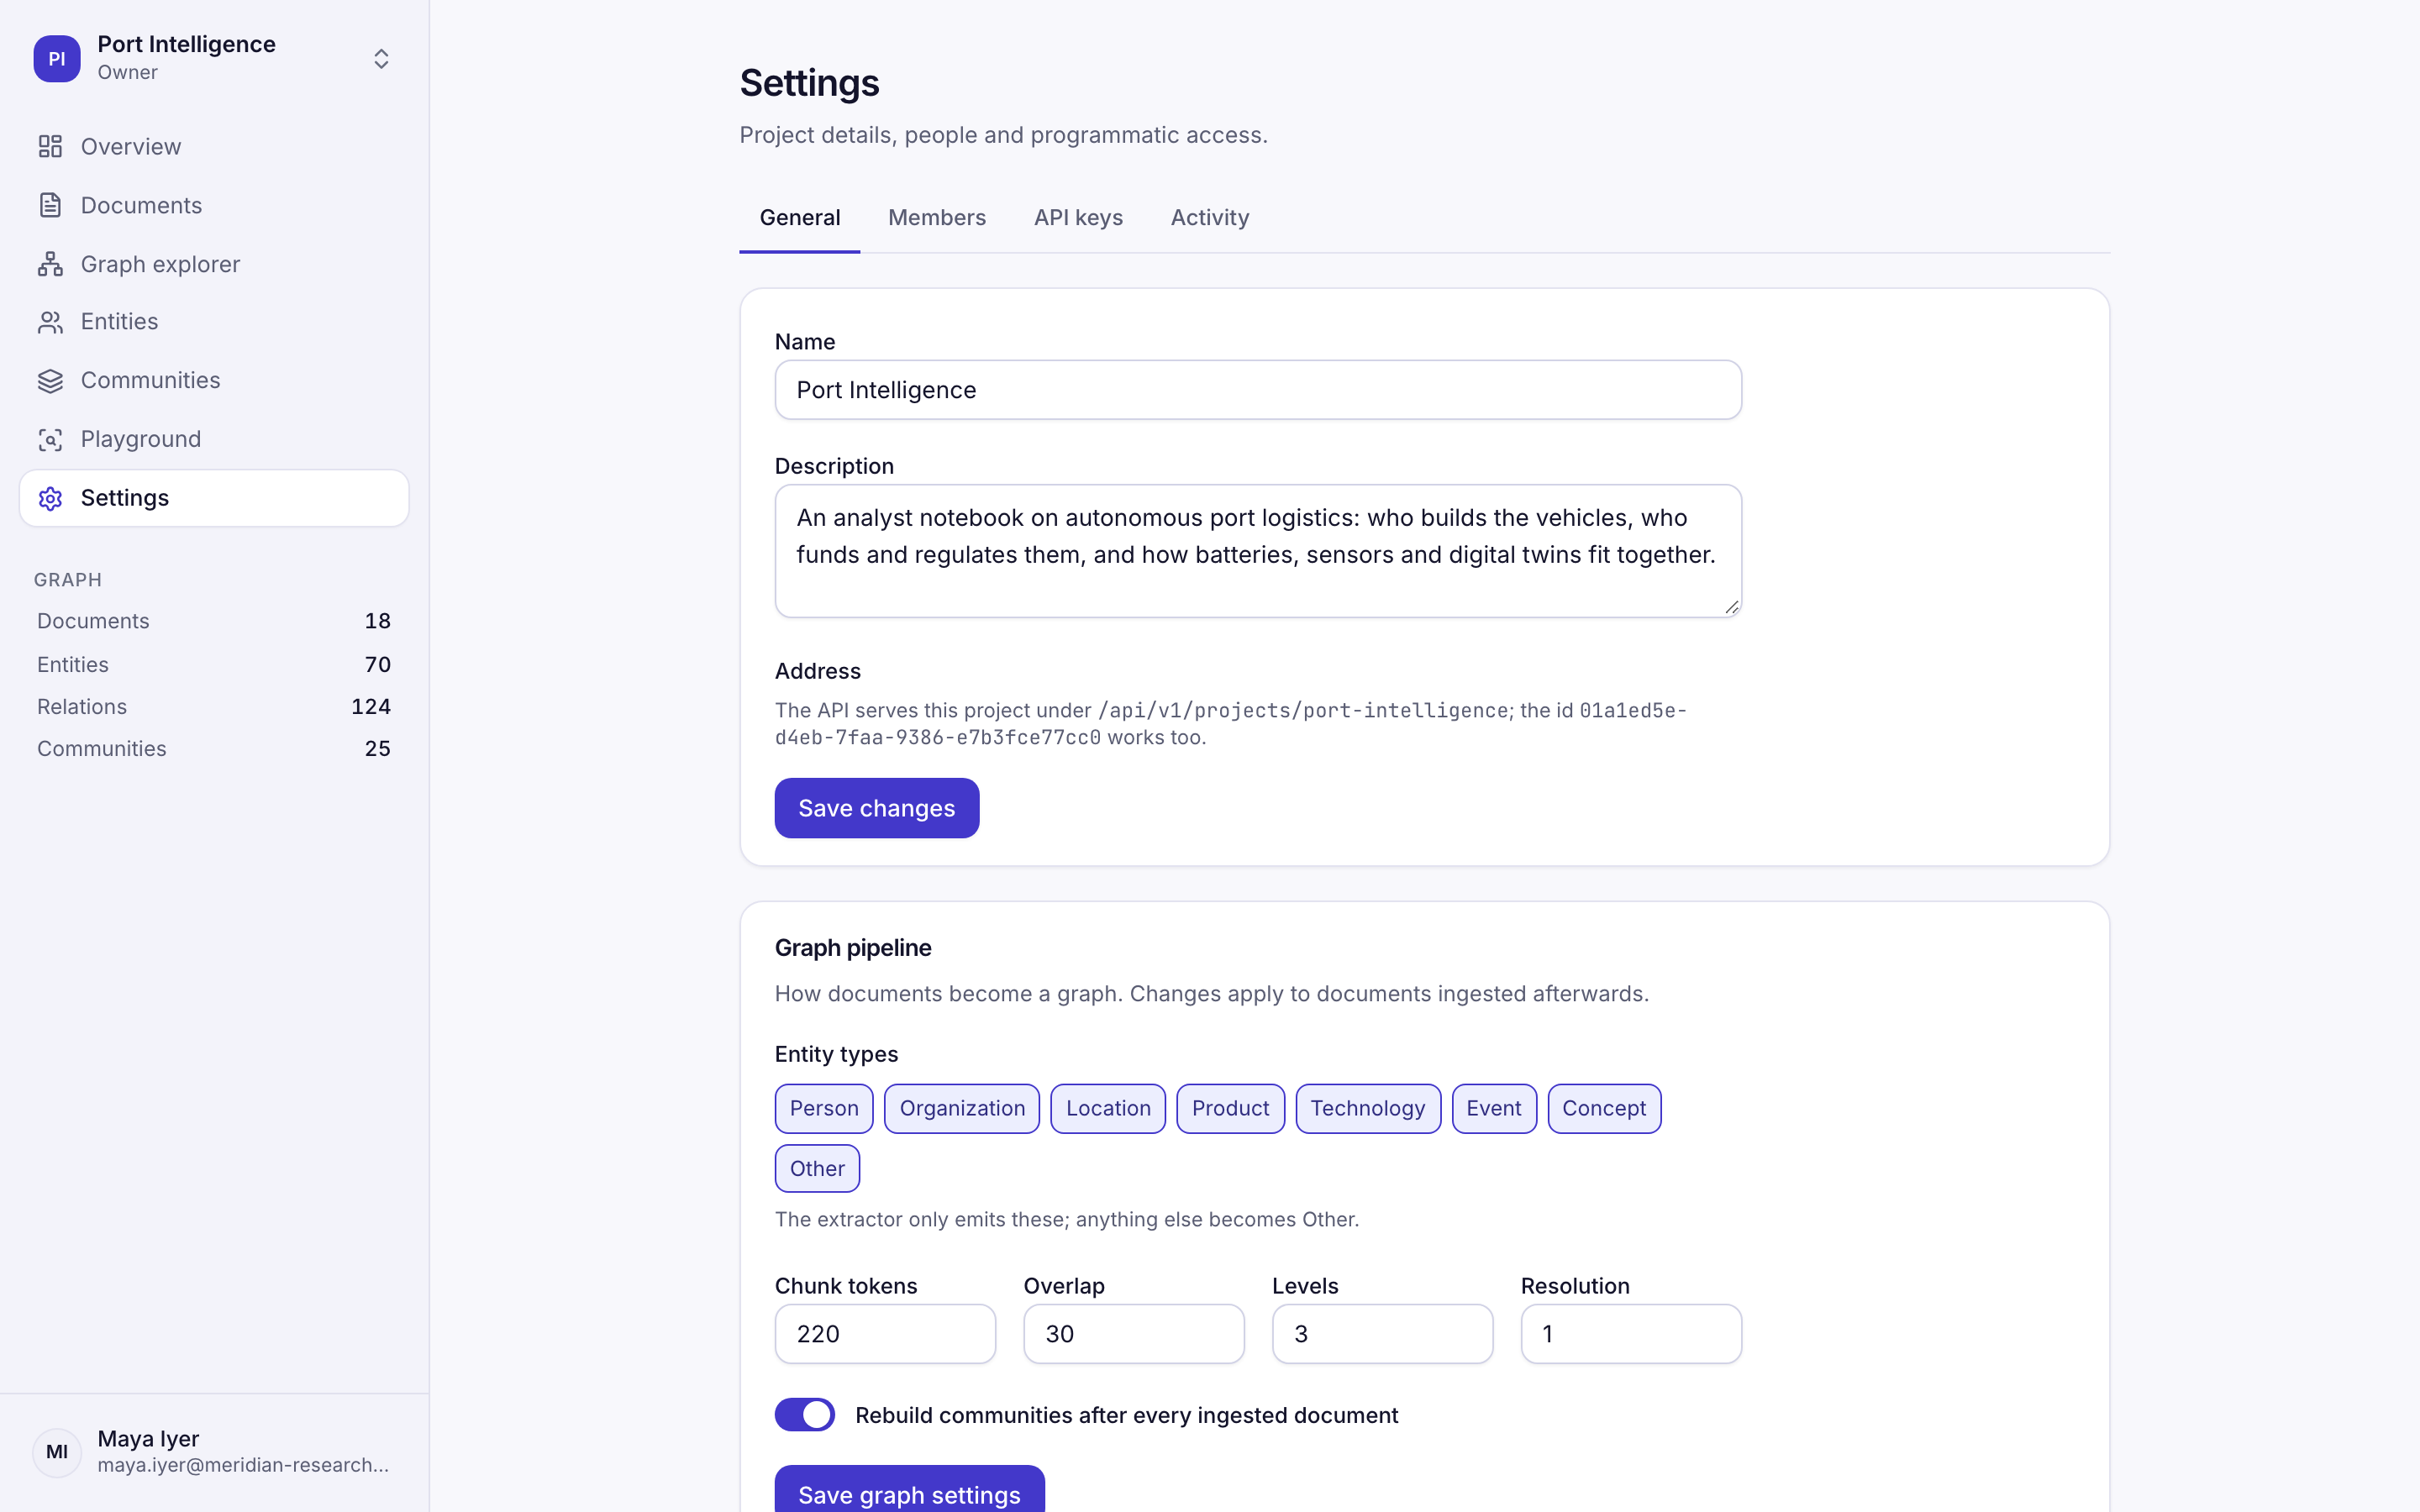 PI
Port Intelligence
Owner
Overview
Documents
Graph explorer
Entities
Communities
Playground
Settings
GRAPH
Documents 18
Entities 70
Relations 124
Communities 25
MI
Maya Iyer
maya.iyer@meridian-research...
Settings
Project details, people and programmatic access.
General Members API keys Activity
Name
Port Intelligence
Description
An analyst notebook on autonomous port logistics: who builds the vehicles, who
funds and regulates them, and how batteries, sensors and digital twins fit together.
Address
The API serves this project under /api/v1/projects/port-intelligence; the id 01a1ed5e-
d4eb-7faa-9386-e7b3fce77cc0 works too.
Save changes
Graph pipeline
How documents become a graph. Changes apply to documents ingested afterwards.
Entity types
Person Organization Location Product Technology Event Concept
Other
The extractor only emits these; anything else becomes Other.
Chunk tokens Overlap Levels Resolution
220 30 3 1
Rebuild communities after every ingested document
Save graph settings